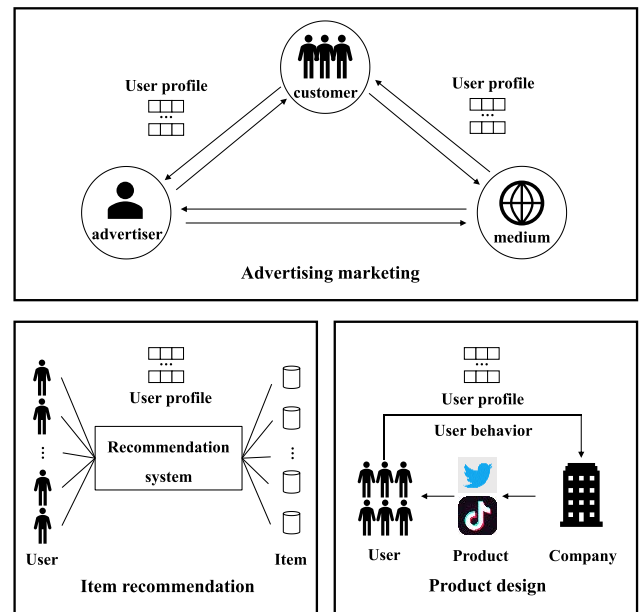 User profile
...
customer
User profile
...
advertiser
medium
Advertising marketing
...
User profile
Recommendation
system
...
...
User
Item
Item recommendation
...
User profile
User behavior
User
Product
Company
Product design